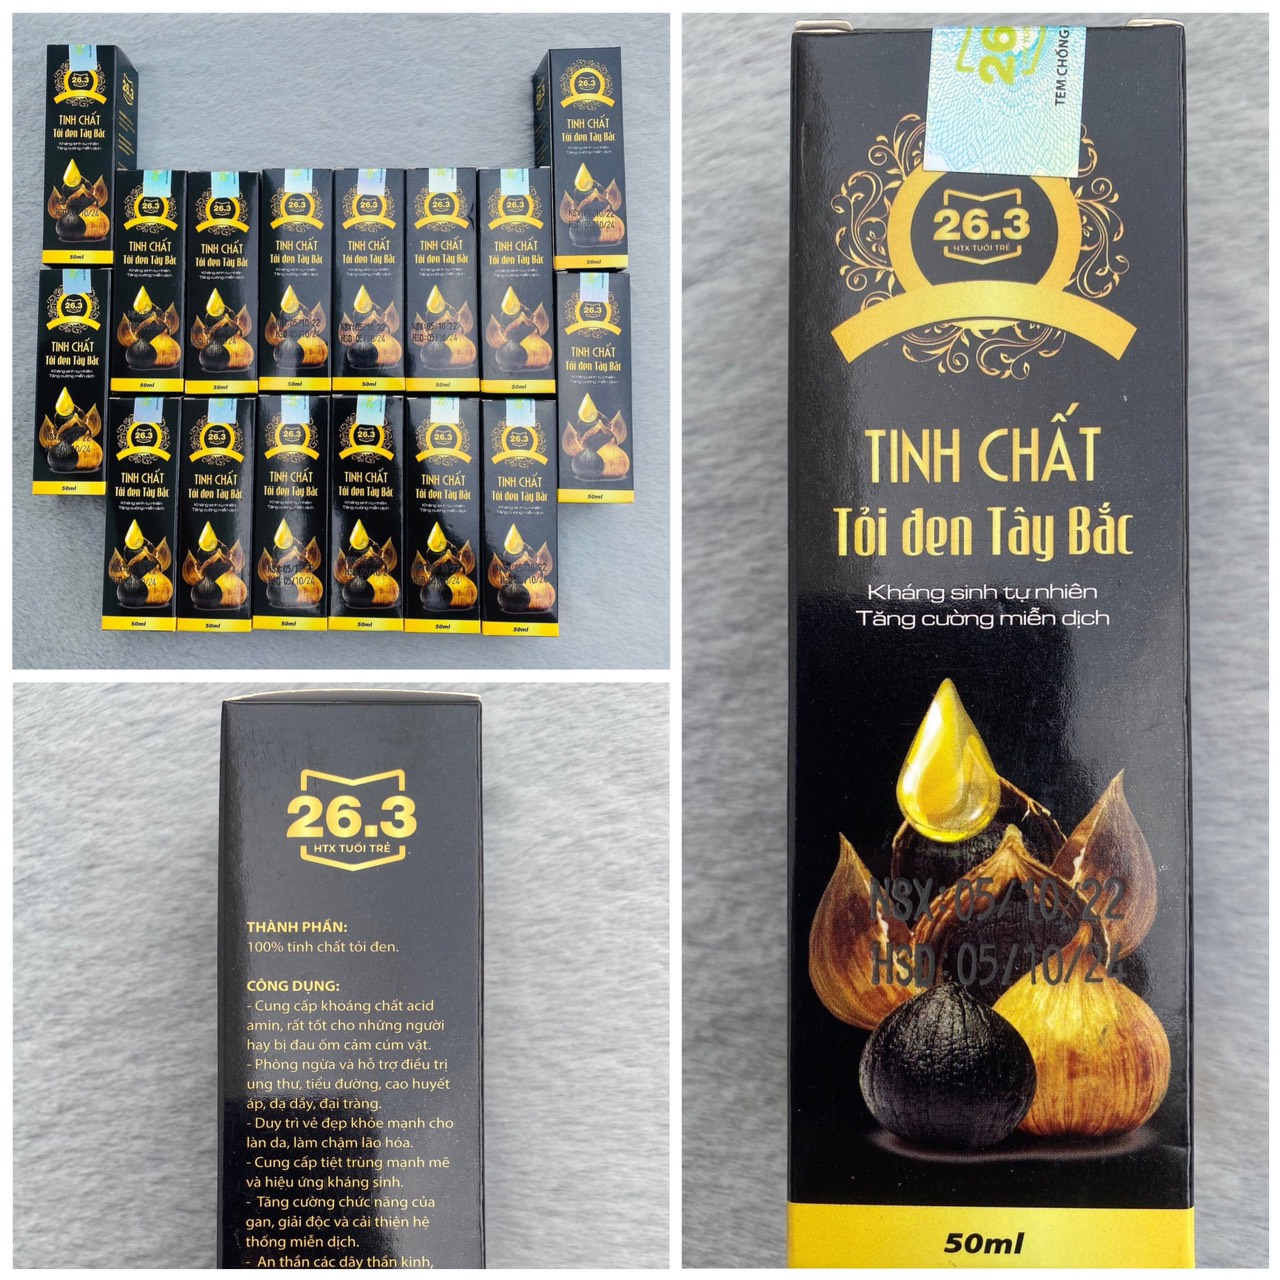 26.3
HTX TUỔI TRẺ
TEM CHỐNG
TINH CHẤT
Tỏi đen Tây Bắc
Kháng sinh tự nhiên
Tăng cường miễn dịch
NSX:05/10/22
HSD:05/10/24
50ml
26.3
HTX TUỔI TRẺ
THÀNH PHẦN:
100% tinh chất tỏi đen.
CÔNG DỤNG:
- Cung cấp khoáng chất acid
amin, rất tốt cho những người
hay bị đau ốm cảm cúm vặt.
- Phòng ngừa và hỗ trợ điều trị
ung thư, tiểu đường, cao huyết
áp, dạ dầy, đại tràng.
- Duy trì vẻ đẹp khỏe mạnh cho
làn da, làm chậm lão hóa.
- Cung cấp tiệt trùng mạnh mẽ
và hiệu ứng kháng sinh.
- Tăng cường chức năng của
gan, giải độc và cải thiện hệ
thống miễn dịch.
- An thần các dây thần kinh,